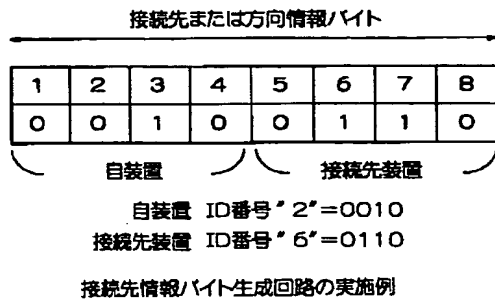 接続先または方向情報バイト
1 2 3 4 5 6 7 8
0 0 1 0 0 1 1 0
自装置 接続先装置
自装置 ID番号〃2〃=0010
接続先装置 ID番号〃6〃=0110
接続先情報バイト生成回路の実施例